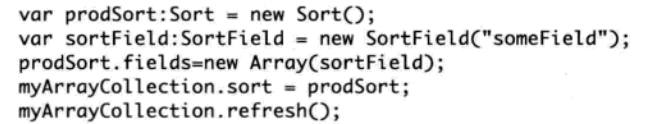 var prodSort:Sort = new Sort();
var sortField:SortField = new SortField("someField");
prodSort.fields=new Array(sortField);
myArrayCollection.sort = prodSort;
myArrayCollection.refresh();